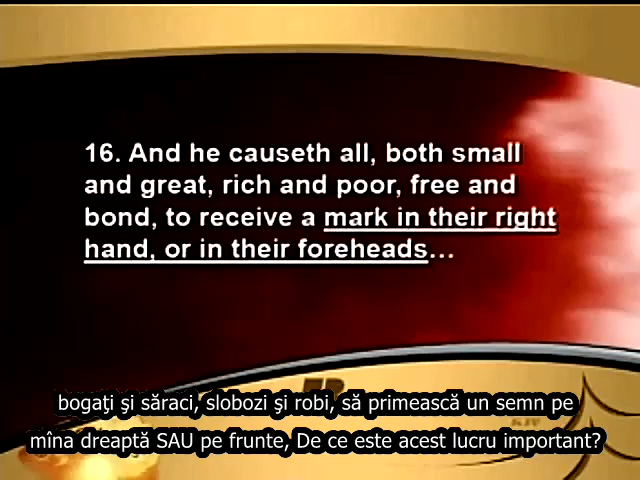 16. And he causeth all, both small
and great, rich and poor, free and
bond, to receive a mark in their right
hand, or in their foreheads...
bogaţi şi săraci, slobozi şi robi, să primească un semn pe
mîna dreaptă SAU pe frunte, De ce este acest lucru important?